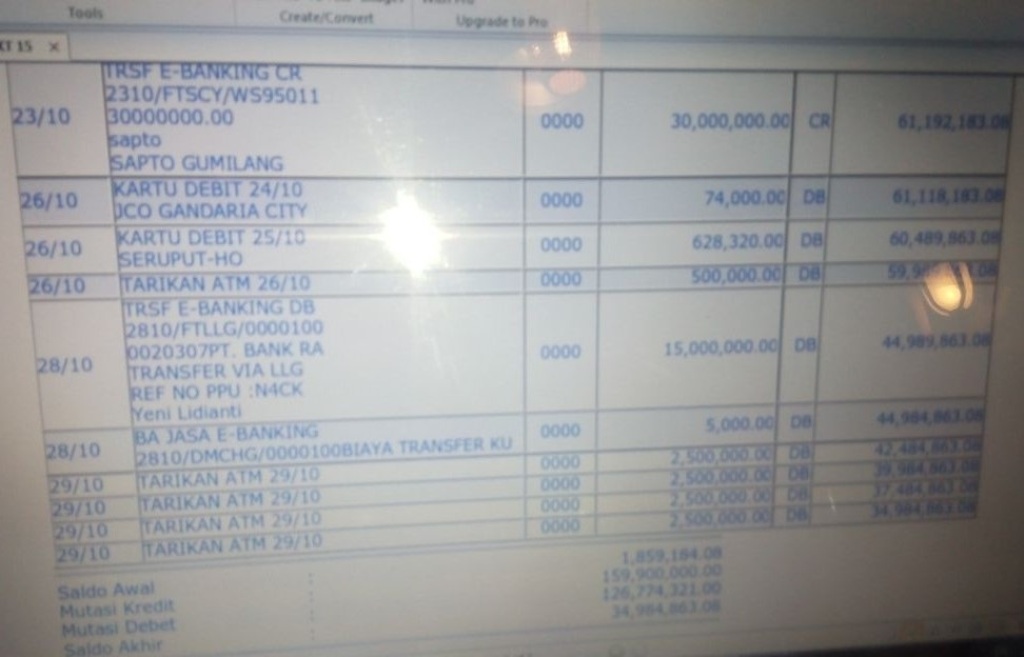 Tools
Create/Convert
Upgrade to Pro
CT 15 ×
23/10
TRSF E-BANKING CR
2310/FTSCY/WS95011
30000000.00
sapto
SAPTO GUMILANG
0000 30,000,000.00 CR 61,192,183.08
26/10
KARTU DEBIT 24/10
JCO GANDARIA CITY
0000 74,000.00 DB 61,118,183.08
26/10
KARTU DEBIT 25/10
SERUPUT-HO
0000 628,320.00 DB 60,489,863.08
26/10 TARIKAN ATM 26/10 0000 500,000.00 DB
28/10
TRSF E-BANKING DB
2810/FTLLG/0000100
0020307PT. BANK RA
TRANSFER VIA LLG
REF NO PPU :N4CK
Yeni Lidianti
0000 15,000,000.00 DB 44,989,863.08
28/10
BA JASA E-BANKING
2810/DMCHG/0000100BIAYA TRANSFER KU
0000 5,000.00 DB 44,984,863.08
29/10 TARIKAN ATM 29/10 0000 2,500,000.00 DB 42,484,863.08
29/10 TARIKAN ATM 29/10 0000 2,500,000.00 DB 39,984,863.08
29/10 TARIKAN ATM 29/10 0000 2,500,000.00 DB 37,484,863.08
29/10 TARIKAN ATM 29/10 0000 2,500,000.00 DB 34,984,863.08
Saldo Awal : 1,859,184.08
Mutasi Kredit : 159,900,000.00
Mutasi Debet : 126,774,321.00
Saldo Akhir : 34,984,863.08